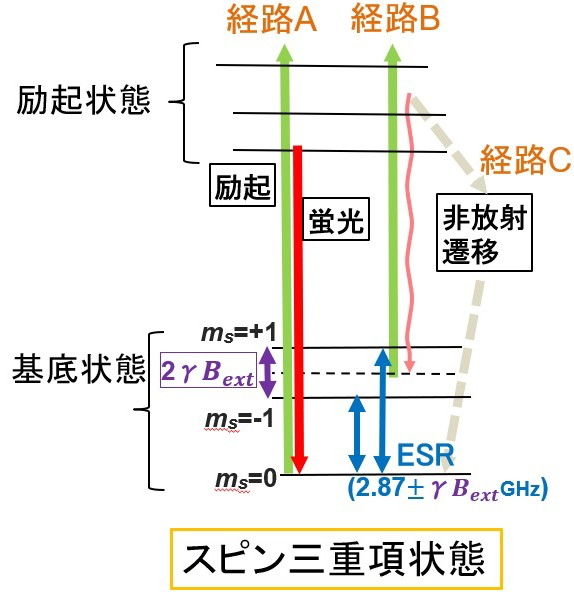 経路A
経路B
励起状態
経路C
励起
蛍光
非放射
遷移
mₛ=+1
基底状態
2γBₑₓₜ
mₛ=-1
ESR
mₛ=0
(2.87±γBₑₓₜGHz)
スピン三重項状態